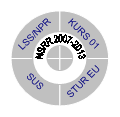 LSS/NPR
KURS 01
NSRR 2007-2013
SUS
STUR EU